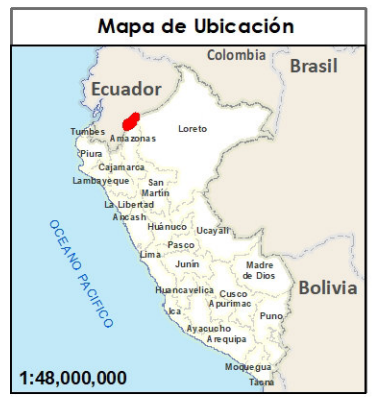 Mapa de Ubicación
Colombia
Brasil
Ecuador
Loreto
Tumbes
Amazonas
Piura
Cajamarca
Lambayeque
San
Martin
La Libertad
Ancash
Huànuco
Ucayali
Pasco
Lima
Junín
Madre
de Dios
Huancavelica
Cusco
Apurimac
Bolivia
Ica
Puno
Ayacucho
Arequipa
Moquegua
Tacna
OCEANO PACIFICO
1:48,000,000